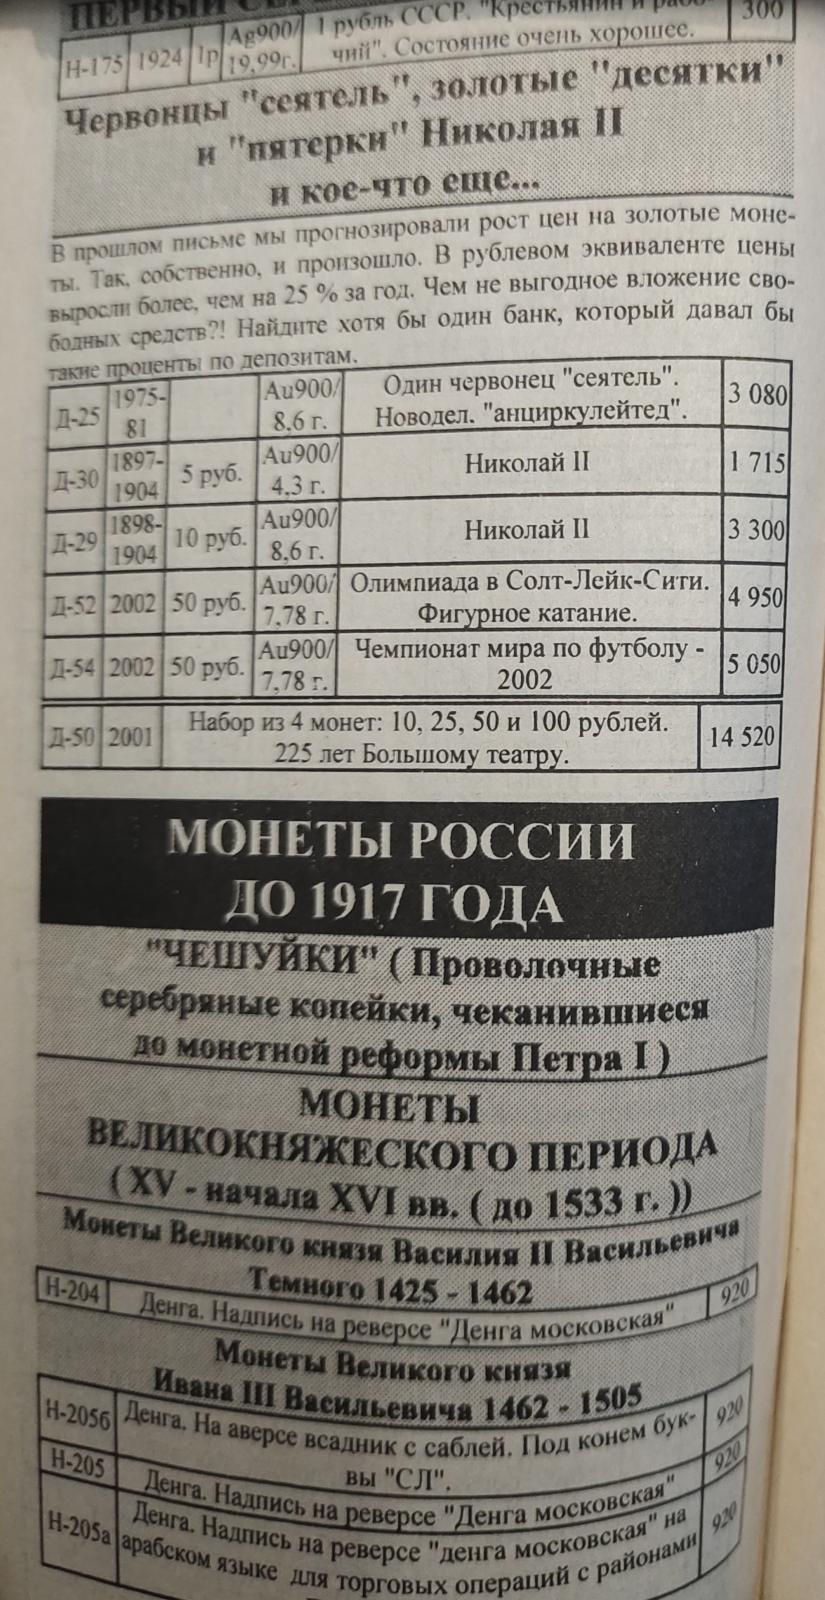 ПЕРВЫЙ
Н-175 1924 1р Ag900/ 19,99г. 1 рубль СССР. "Крестьянин и рабо-
чий". Состояние очень хорошее. 300
Червонцы "сеятель", золотые "десятки"
и "пятерки" Николая II
и кое-что еще...
В прошлом письме мы прогнозировали рост цен на золотые моне-
ты. Так, собственно, и произошло. В рублевом эквиваленте цены
выросли более, чем на 25 % за год. Чем не выгодное вложение сво-
бодных средств?! Найдите хотя бы один банк, который давал бы
такие проценты по депозитам.
Д-25 1975-81 Au900/ 8,6 г. Один червонец "сеятель".
Новодел. "анциркулейтед". 3 080
Д-30 1897-1904 5 руб. Au900/ 4,3 г. Николай II 1 715
Д-29 1898-1904 10 руб. Au900/ 8,6 г. Николай II 3 300
Д-52 2002 50 руб. Au900/ 7,78 г. Олимпиада в Солт-Лейк-Сити.
Фигурное катание. 4 950
Д-54 2002 50 руб. Au900/ 7,78 г. Чемпионат мира по футболу -
2002 5 050
Д-50 2001 Набор из 4 монет: 10, 25, 50 и 100 рублей.
225 лет Большому театру. 14 520
МОНЕТЫ РОССИИ
ДО 1917 ГОДА
"ЧЕШУЙКИ" ( Проволочные
серебряные копейки, чеканившиеся
до монетной реформы Петра I )
МОНЕТЫ
ВЕЛИКОКНЯЖЕСКОГО ПЕРИОДА
( XV - начала XVI вв. ( до 1533 г. ))
Монеты Великого князя Василия II Васильевича
Темного 1425 - 1462
Н-204 Денга. Надпись на реверсе "Денга московская" 920
Монеты Великого князя
Ивана III Васильевича 1462 - 1505
Н-205б Денга. На аверсе всадник с саблей. Под конем бук-
вы "СЛ". 920
Н-205 Денга. Надпись на реверсе "Денга московская" 920
Н-205а Денга. Надпись на реверсе "денга московская" на
арабском языке для торговых операций с районами 920